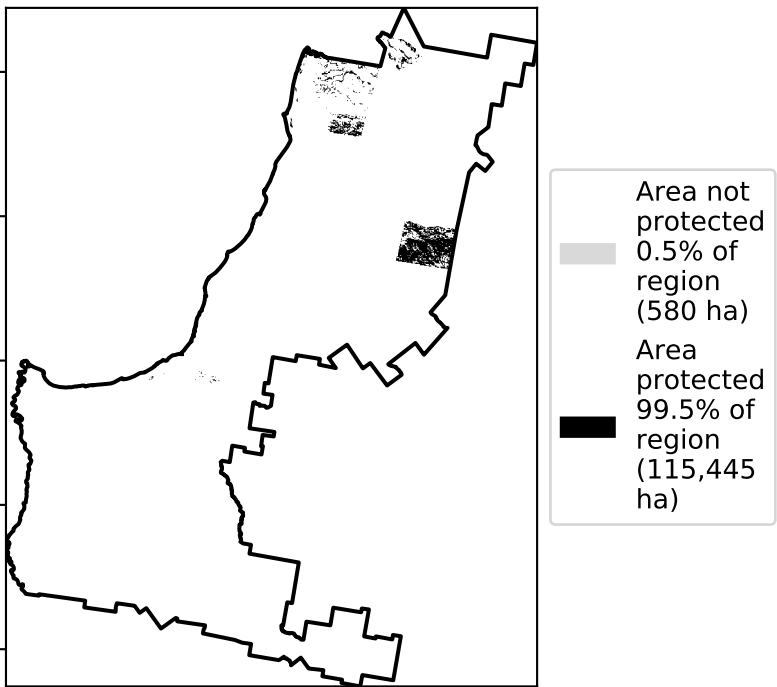 Area not
protected
0.5% of
region
(580 ha)
Area
protected
99.5% of
region
(115,445
ha)